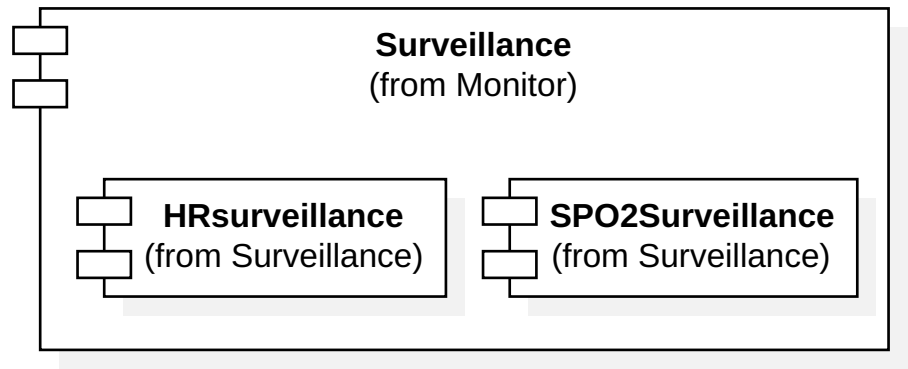 Surveillance
(from Monitor)
HRsurveillance
(from Surveillance)
SPO2Surveillance
(from Surveillance)